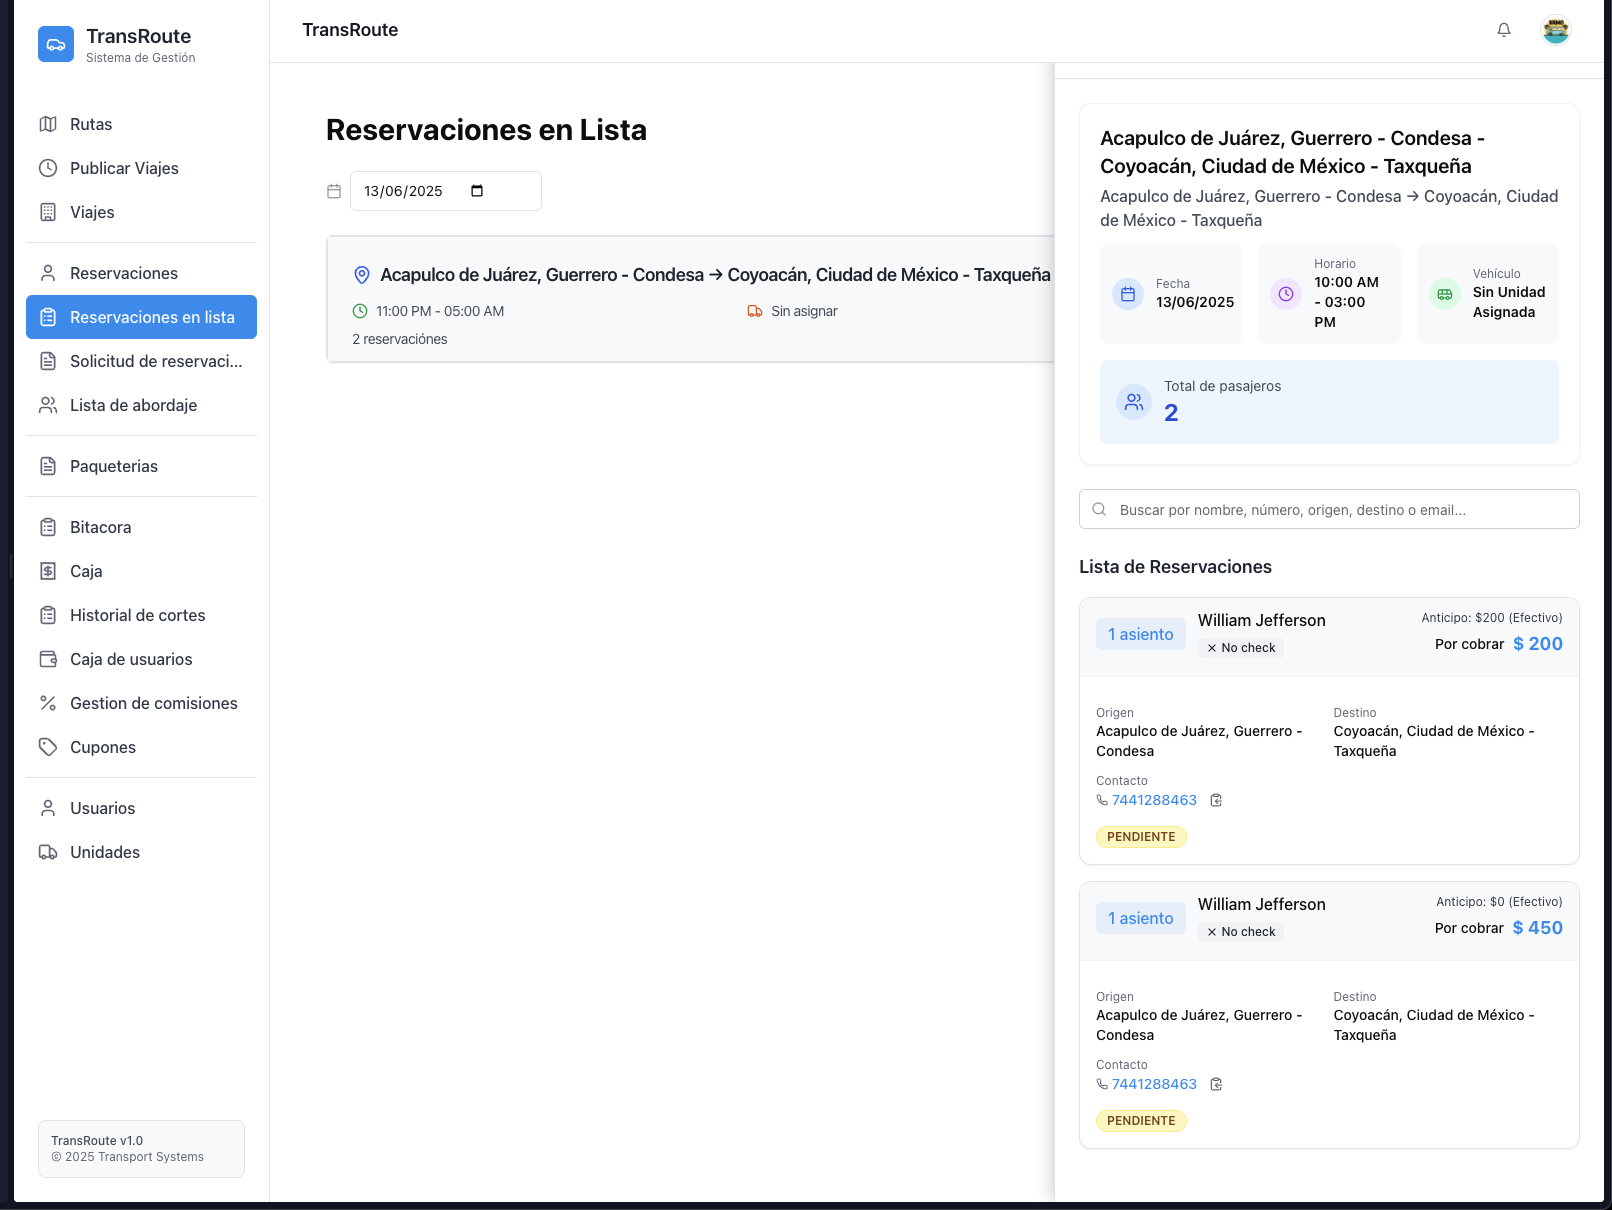 TransRoute
Sistema de Gestión
Rutas
Publicar Viajes
Viajes
Reservaciones
Reservaciones en lista
Solicitud de reservaci...
Lista de abordaje
Paqueterias
Bitacora
Caja
Historial de cortes
Caja de usuarios
Gestion de comisiones
Cupones
Usuarios
Unidades
TransRoute v1.0
© 2025 Transport Systems
TransRoute
Reservaciones en Lista
13/06/2025
Acapulco de Juárez, Guerrero - Condesa → Coyoacán, Ciudad de México - Taxqueña
11:00 PM - 05:00 AM
Sin asignar
2 reservaciónes
Acapulco de Juárez, Guerrero - Condesa -
Coyoacán, Ciudad de México - Taxqueña
Acapulco de Juárez, Guerrero - Condesa → Coyoacán, Ciudad
de México - Taxqueña
Fecha
13/06/2025
Horario
10:00 AM
- 03:00
PM
Vehículo
Sin Unidad
Asignada
Total de pasajeros
2
Buscar por nombre, número, origen, destino o email...
Lista de Reservaciones
1 asiento
William Jefferson
× No check
Anticipo: $200 (Efectivo)
Por cobrar $ 200
Origen
Acapulco de Juárez, Guerrero -
Condesa
Destino
Coyoacán, Ciudad de México -
Taxqueña
Contacto
7441288463
PENDIENTE
1 asiento
William Jefferson
× No check
Anticipo: $0 (Efectivo)
Por cobrar $ 450
Origen
Acapulco de Juárez, Guerrero -
Condesa
Destino
Coyoacán, Ciudad de México -
Taxqueña
Contacto
7441288463
PENDIENTE